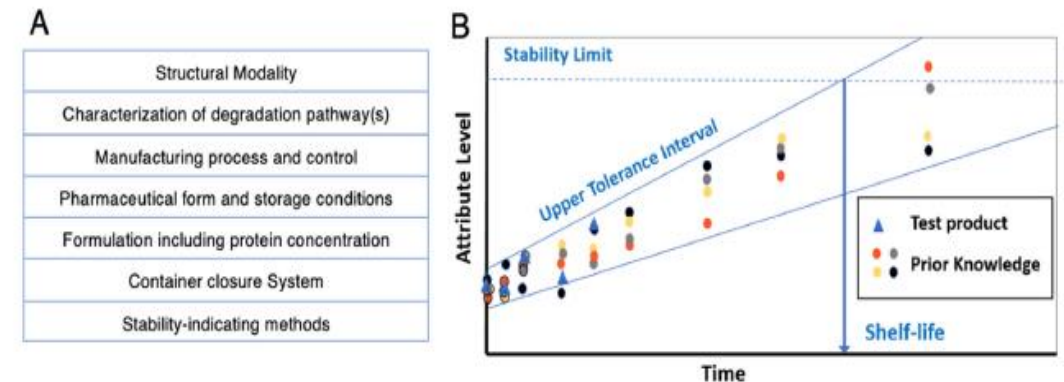 A
Structural Modality
Characterization of degradation pathway(s)
Manufacturing process and control
Pharmaceutical form and storage conditions
Formulation including protein concentration
Container closure System
Stability-indicating methods
B
Stability Limit
Upper Tolerance Interval
Attribute Level
Test product
Prior Knowledge
Shelf-life
Time